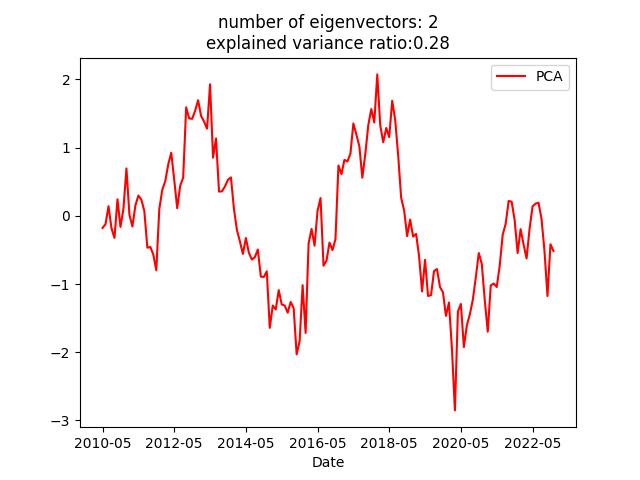 number of eigenvectors: 2
explained variance ratio:0.28
PCA
2
1
0
−1
−2
−3
2010-05 2012-05 2014-05 2016-05 2018-05 2020-05 2022-05
Date